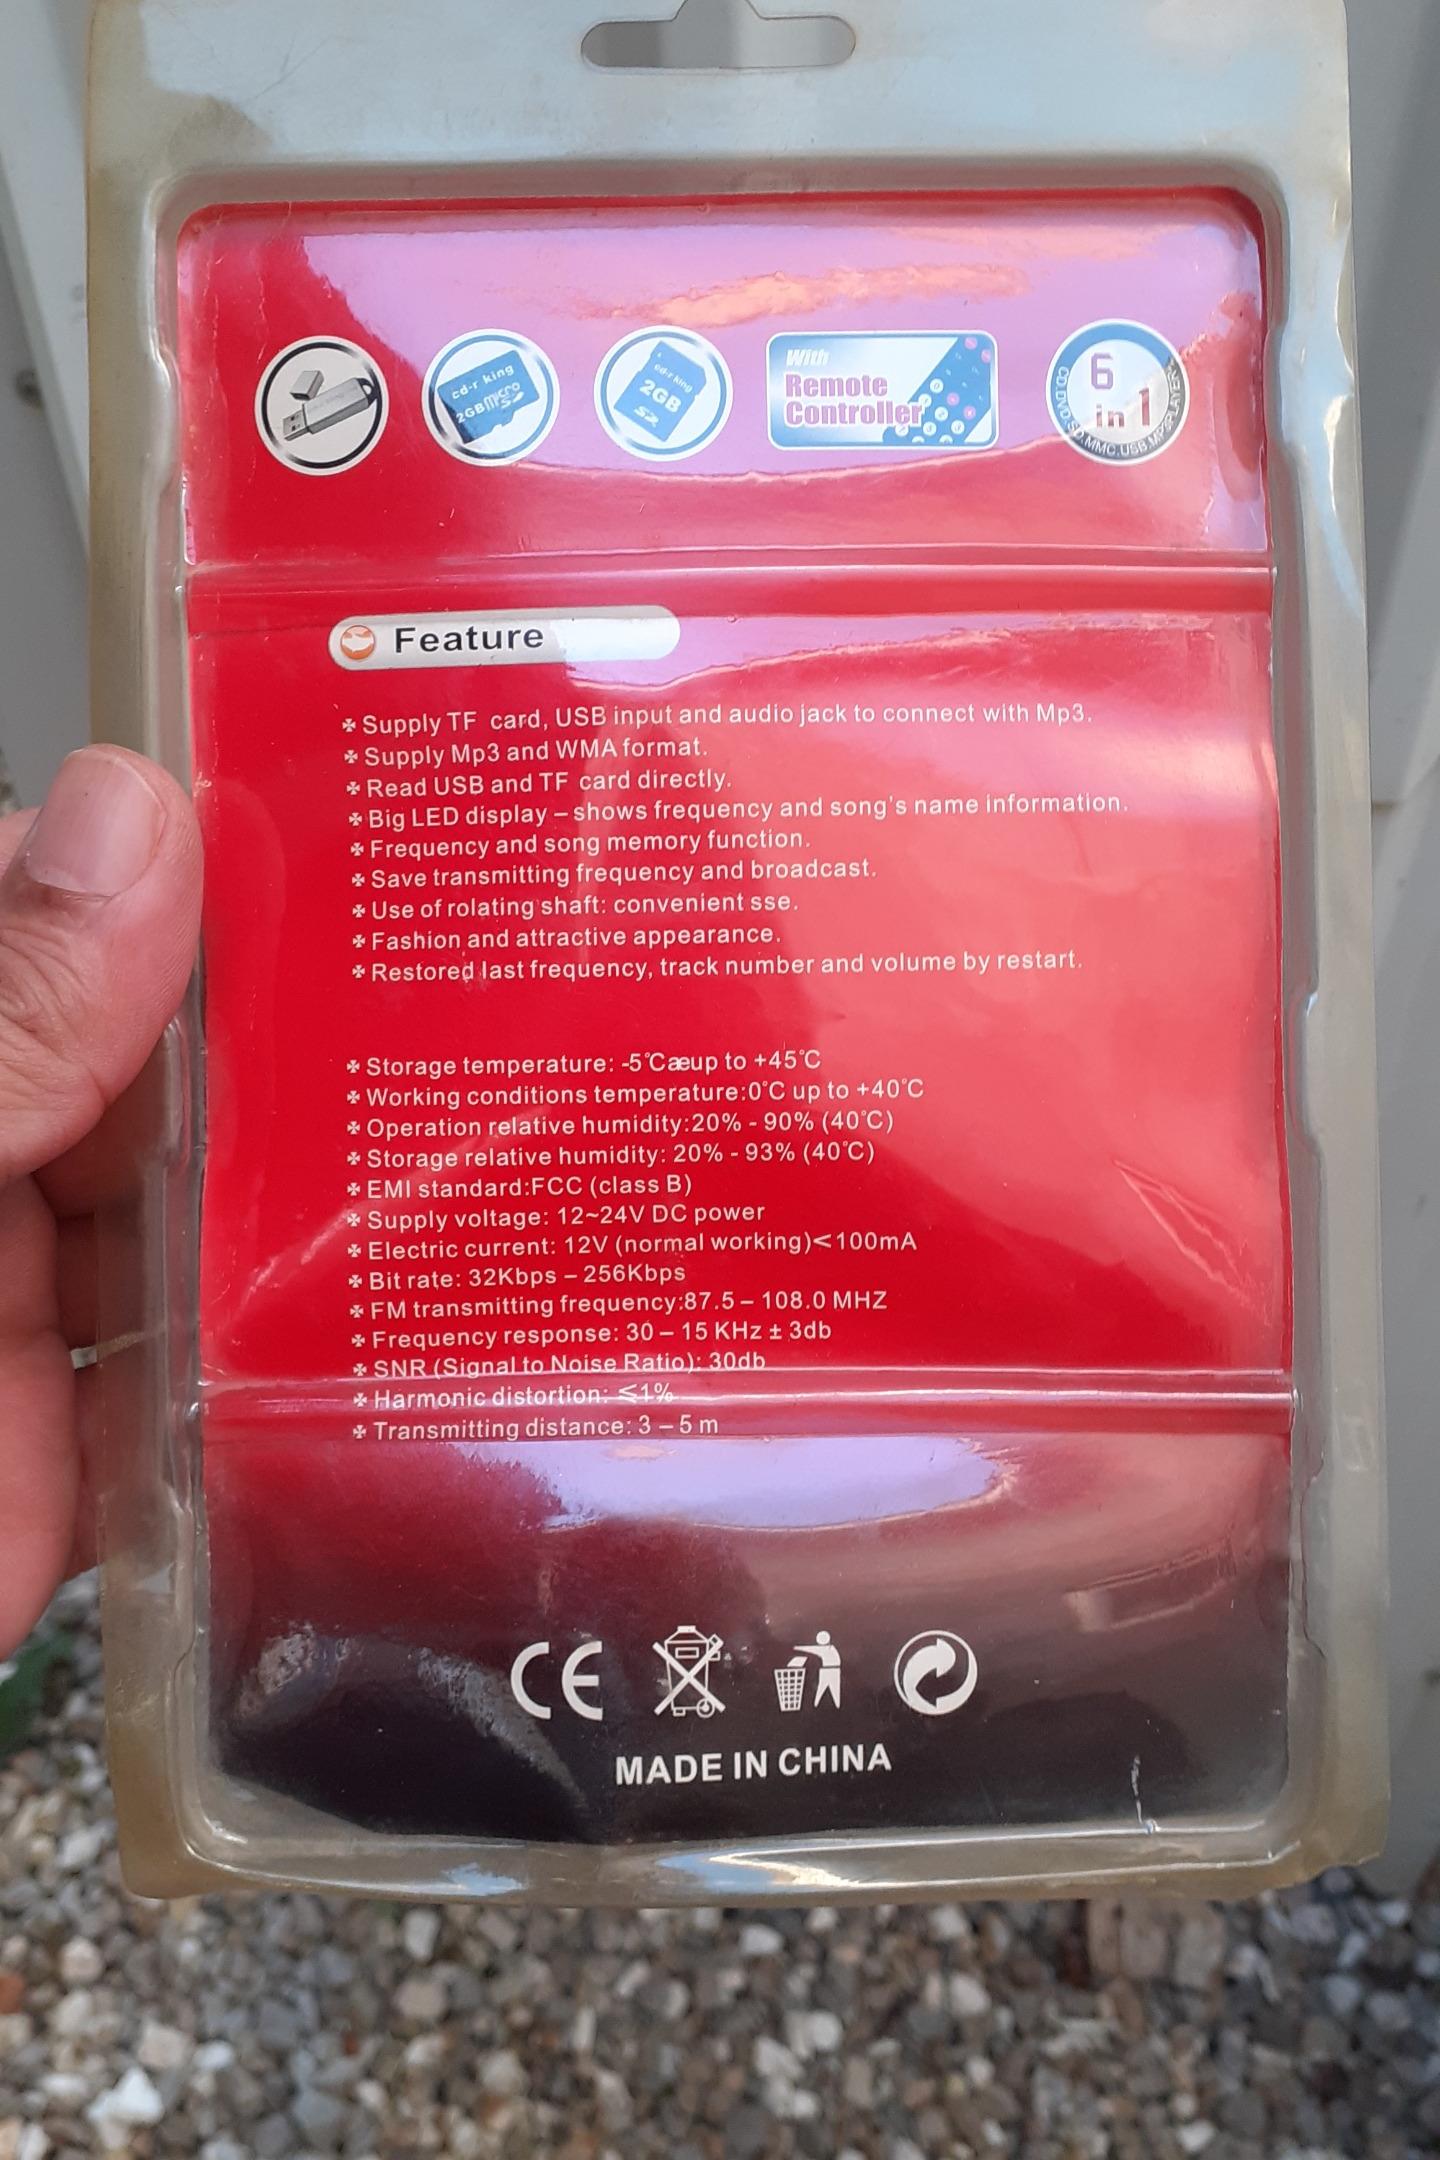 cd-r king
2GB micro SD
cd-r king
2GB
SD
With
Remote
Controller
6
in 1
CD.DVD.SD.MMC.USB.MP3PLAYER
Feature
Supply TF card, USB input and audio jack to connect with Mp3.
Supply Mp3 and WMA format.
Read USB and TF card directly.
Big LED display – shows frequency and song's name information.
Frequency and song memory function.
Save transmitting frequency and broadcast.
Use of rolating shaft: convenient sse.
Fashion and attractive appearance.
Restored last frequency, track number and volume by restart.
Storage temperature: -5℃æup to +45℃
Working conditions temperature:0℃ up to +40℃
Operation relative humidity:20% - 90% (40℃)
Storage relative humidity: 20% - 93% (40℃)
EMI standard:FCC (class B)
Supply voltage: 12~24V DC power
Electric current: 12V (normal working)<100mA
Bit rate: 32Kbps – 256Kbps
FM transmitting frequency:87.5 – 108.0 MHZ
Frequency response: 30 – 15 KHz ± 3db
SNR (Signal to Noise Ratio): 30db
Harmonic distortion: ≤1%
Transmitting distance: 3 – 5 m
CE
MADE IN CHINA